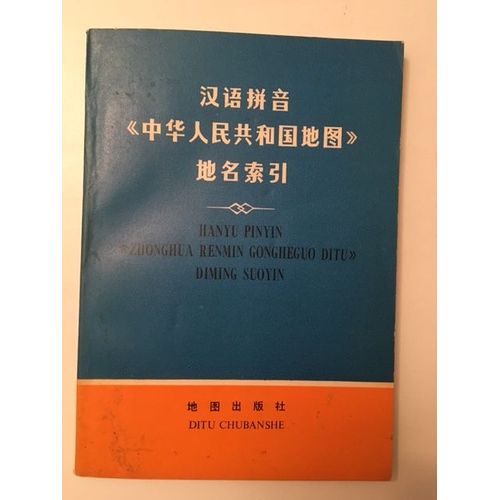 汉语拼音
《中华人民共和国地图》
地名索引
HANYU PINYIN
《ZHONGHUA RENMIN GONGHEGUO DITU》
DIMING SUOYIN
地图出版社
DITU CHUBANSHE